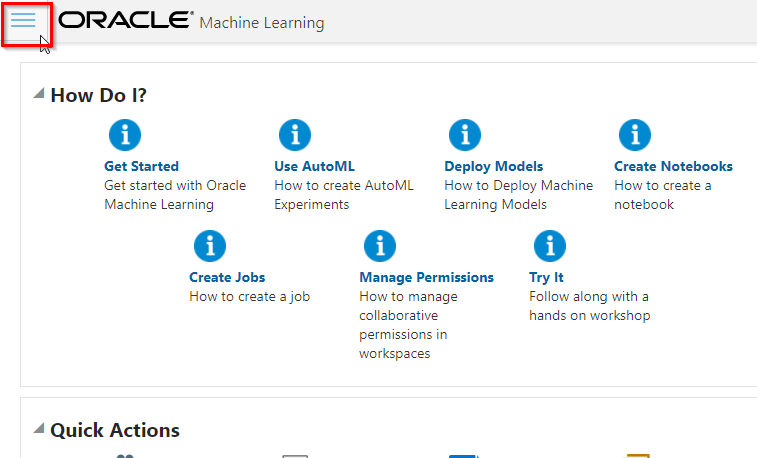 ORACLE® Machine Learning
How Do I?
Get Started
Get started with Oracle
Machine Learning
Use AutoML
How to create AutoML
Experiments
Deploy Models
How to Deploy Machine
Learning Models
Create Notebooks
How to create a
notebook
Create Jobs
How to create a job
Manage Permissions
How to manage
collaborative
permissions in
workspaces
Try It
Follow along with a
hands on workshop
Quick Actions